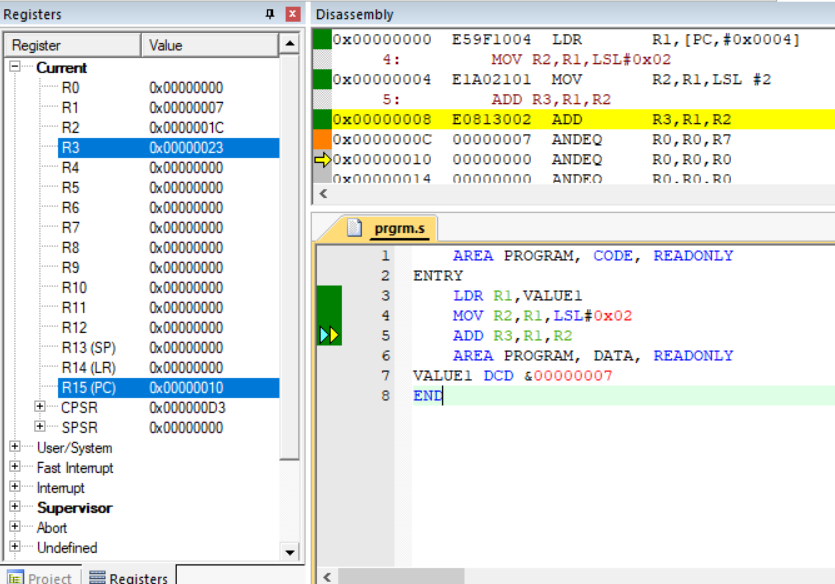 Registers
Register Value
Current
R0 0x00000000
R1 0x00000007
R2 0x0000001C
R3 0x00000023
R4 0x00000000
R5 0x00000000
R6 0x00000000
R7 0x00000000
R8 0x00000000
R9 0x00000000
R10 0x00000000
R11 0x00000000
R12 0x00000000
R13 (SP) 0x00000000
R14 (LR) 0x00000000
R15 (PC) 0x00000010
CPSR 0x000000D3
SPSR 0x00000000
User/System
Fast Interrupt
Interrupt
Supervisor
Abort
Undefined
Project Registers
Disassembly
0x00000000 E59F1004 LDR R1,[PC,#0x0004]
4: MOV R2,R1,LSL#0x02
0x00000004 E1A02101 MOV R2,R1,LSL #2
5: ADD R3,R1,R2
0x00000008 E0813002 ADD R3,R1,R2
0x0000000C 00000007 ANDEQ R0,R0,R7
0x00000010 00000000 ANDEQ R0,R0,R0
0x00000014 00000000 ANDEQ R0,R0,R0
prgrm.s
1 AREA PROGRAM, CODE, READONLY
2 ENTRY
3 LDR R1,VALUE1
4 MOV R2,R1,LSL#0x02
5 ADD R3,R1,R2
6 AREA PROGRAM, DATA, READONLY
7 VALUE1 DCD &00000007
8 END